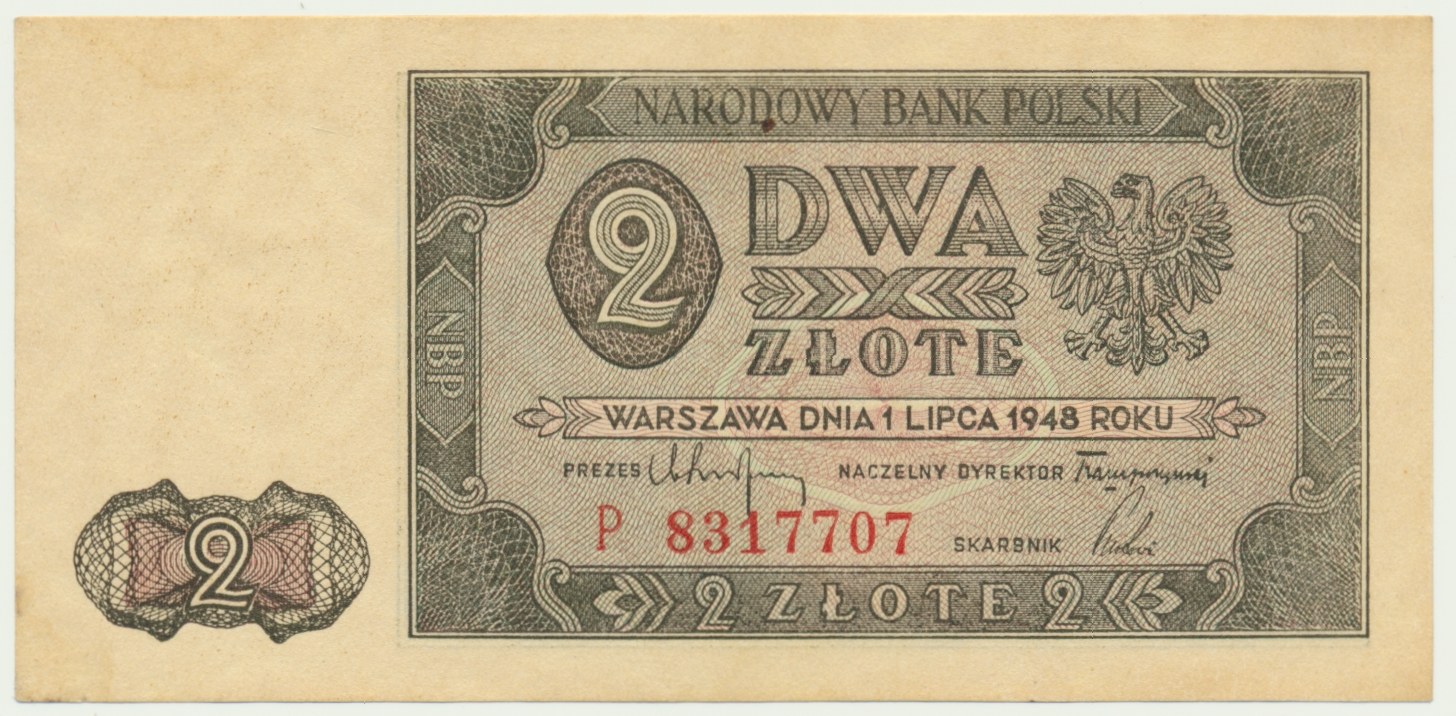 NARODOWY BANK POLSKI
2
DWA
ZŁOTE
NBP
NBP
WARSZAWA DNIA 1 LIPCA 1948 ROKU
PREZES NACZELNY DYREKTOR
P 8317707 SKARBNIK
2
2 ZŁOTE 2